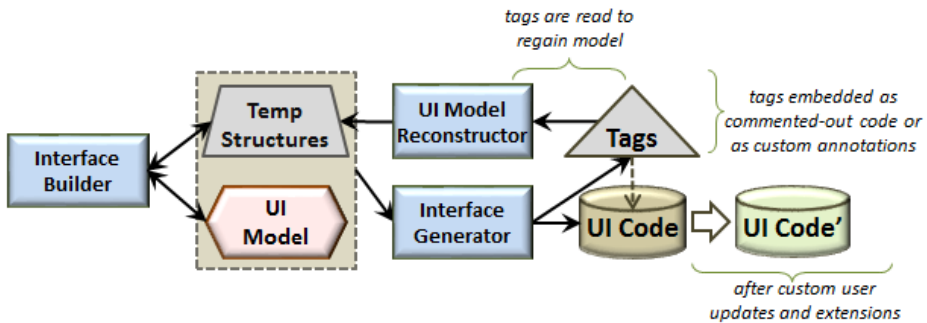 tags are read to
regain model
Temp
Structures
UI Model
Reconstructor
Tags
tags embedded as
commented-out code or
as custom annotations
Interface
Builder
UI
Model
Interface
Generator
UI Code
UI Code’
after custom user
updates and extensions